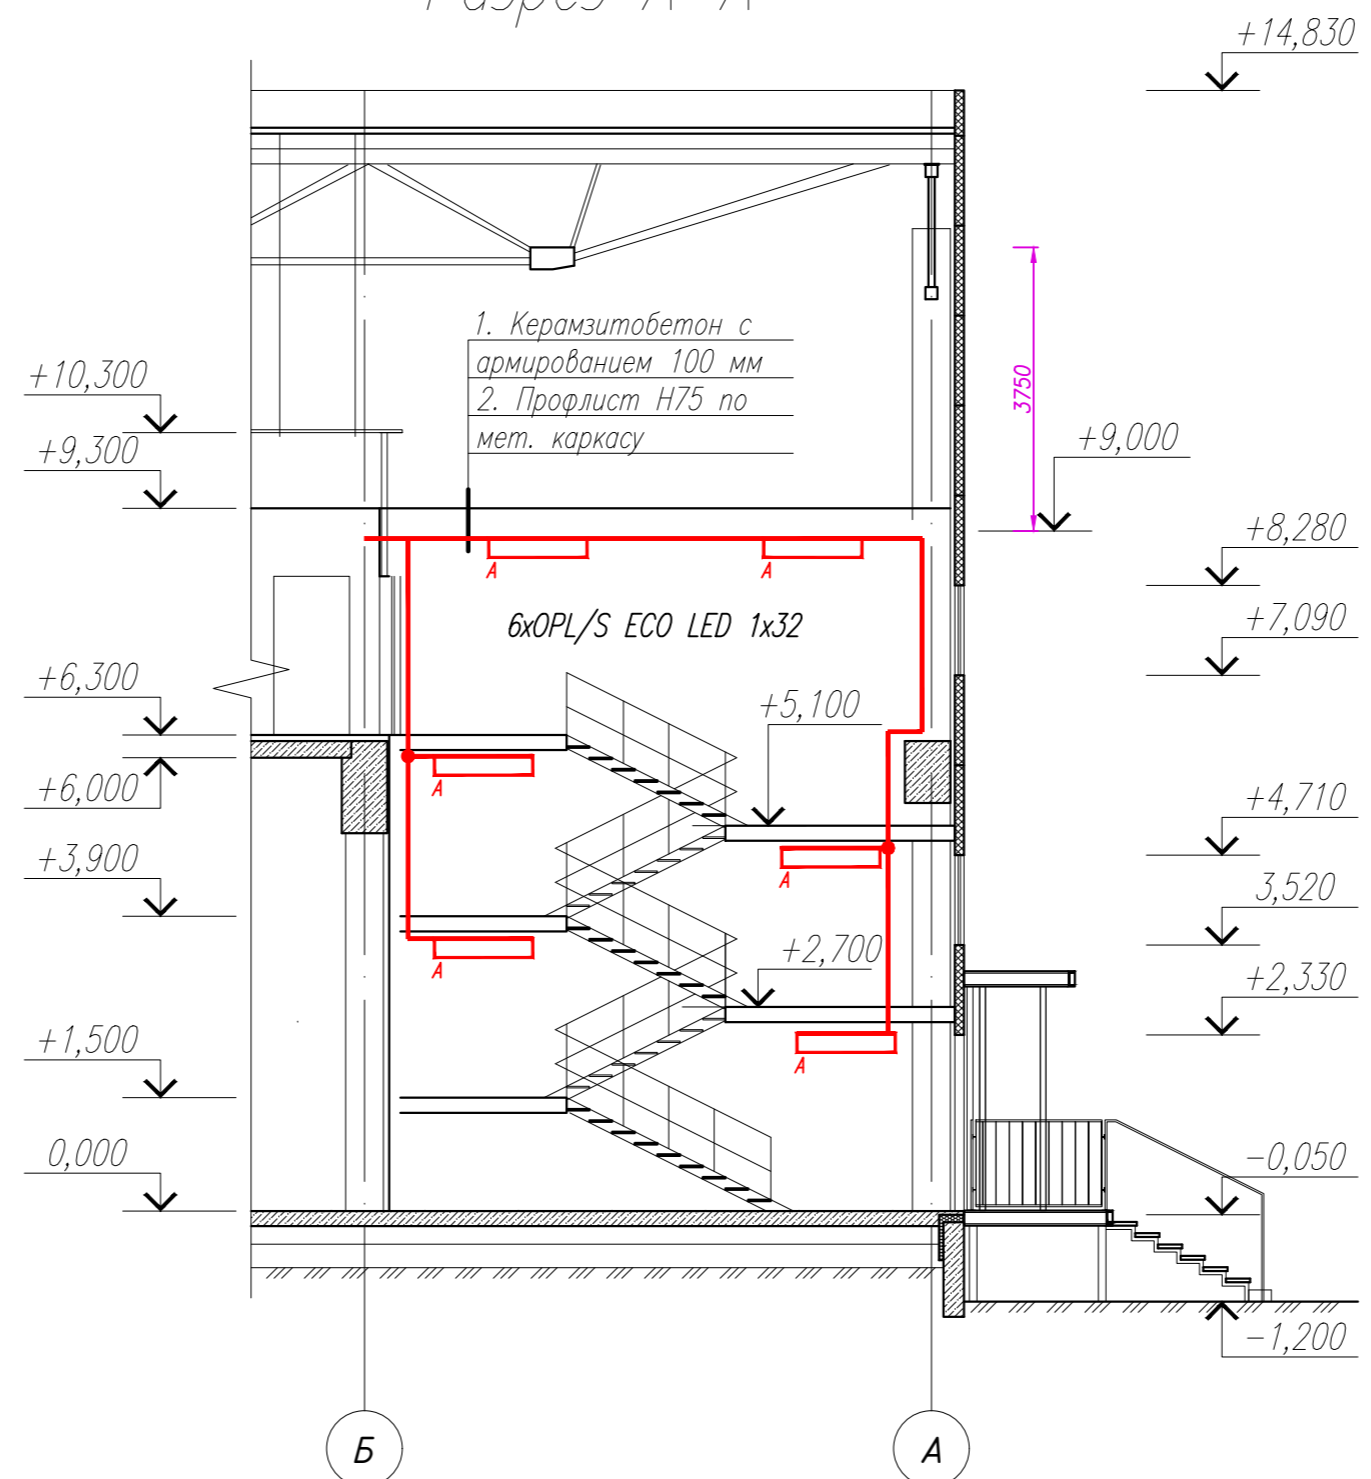 Разрез А-А
+14,830
1. Керамзитобетон с
армированием 100 мм
2. Профлист Н75 по
мет. каркасу
3750
+10,300
+9,300
+9,000
+8,280
+7,090
А
А
6xOPL/S ECO LED 1x32
+6,300
+6,000
+5,100
+4,710
А
А
+3,900
3,520
+2,700
+2,330
А
А
+1,500
0,000
-0,050
-1,200
Б
А